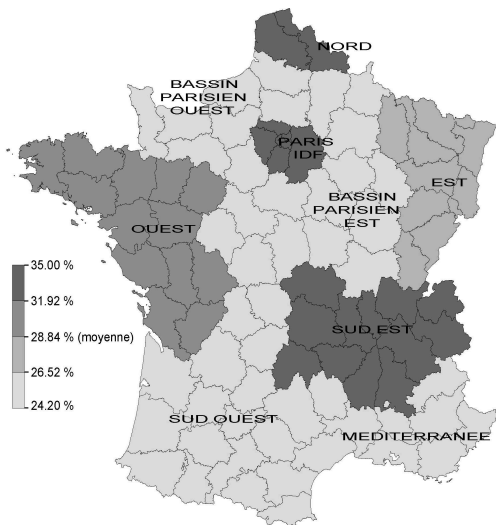 NORD
BASSIN
PARISIEN
OUEST
PARIS
IDF
EST
BASSIN
PARISIEN
EST
OUEST
35.00 %
31.92 %
28.84 % (moyenne)
26.52 %
24.20 %
SUD EST
SUD OUEST
MEDITERRANEE